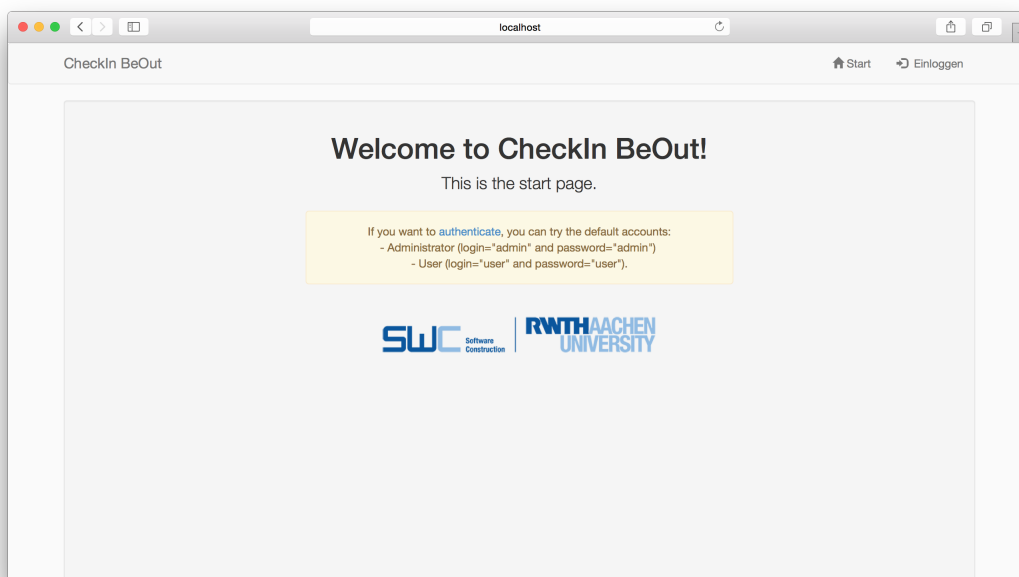 localhost
CheckIn BeOut
Start
Einloggen
Welcome to CheckIn BeOut!
This is the start page.
If you want to authenticate, you can try the default accounts:
- Administrator (login="admin" and password="admin")
- User (login="user" and password="user").
SWC Software
Construction
RWTHAACHEN
UNIVERSITY